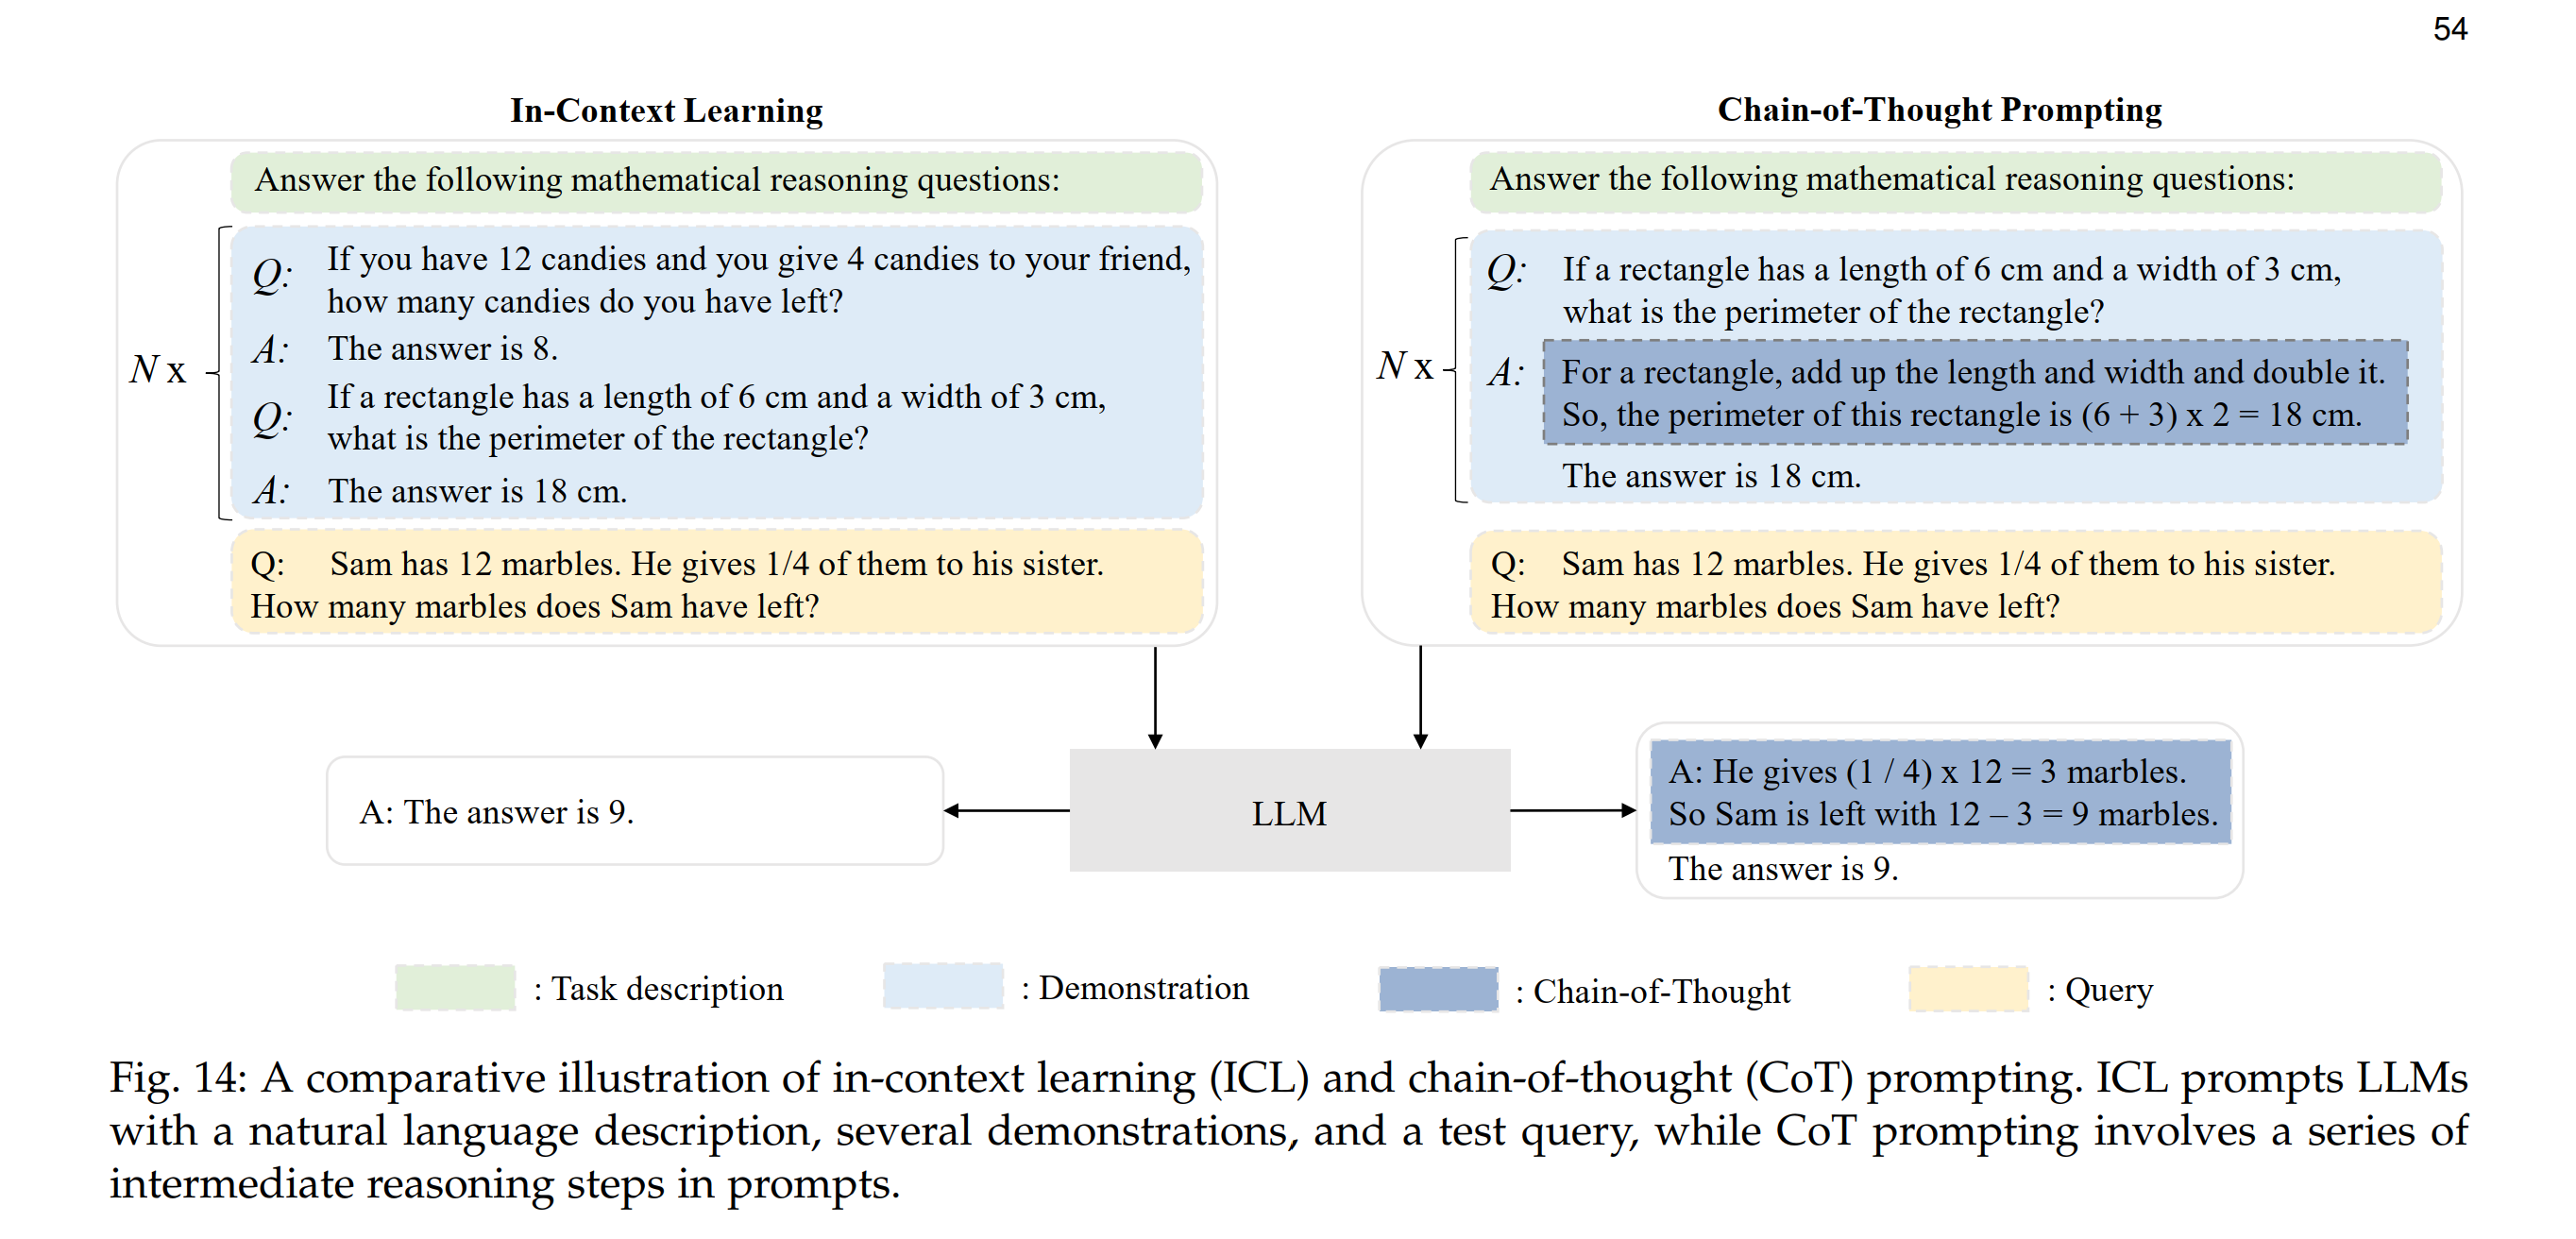 54
In-Context Learning
Answer the following mathematical reasoning questions:
N x
Q: If you have 12 candies and you give 4 candies to your friend,
how many candies do you have left?
A: The answer is 8.
Q: If a rectangle has a length of 6 cm and a width of 3 cm,
what is the perimeter of the rectangle?
A: The answer is 18 cm.
Q: Sam has 12 marbles. He gives 1/4 of them to his sister.
How many marbles does Sam have left?
Chain-of-Thought Prompting
Answer the following mathematical reasoning questions:
N x
Q: If a rectangle has a length of 6 cm and a width of 3 cm,
what is the perimeter of the rectangle?
A: For a rectangle, add up the length and width and double it.
So, the perimeter of this rectangle is (6 + 3) x 2 = 18 cm.
The answer is 18 cm.
Q: Sam has 12 marbles. He gives 1/4 of them to his sister.
How many marbles does Sam have left?
A: The answer is 9.
LLM
A: He gives (1 / 4) x 12 = 3 marbles.
So Sam is left with 12 – 3 = 9 marbles.
The answer is 9.
: Task description
: Demonstration
: Chain-of-Thought
: Query
Fig. 14: A comparative illustration of in-context learning (ICL) and chain-of-thought (CoT) prompting. ICL prompts LLMs
with a natural language description, several demonstrations, and a test query, while CoT prompting involves a series of
intermediate reasoning steps in prompts.